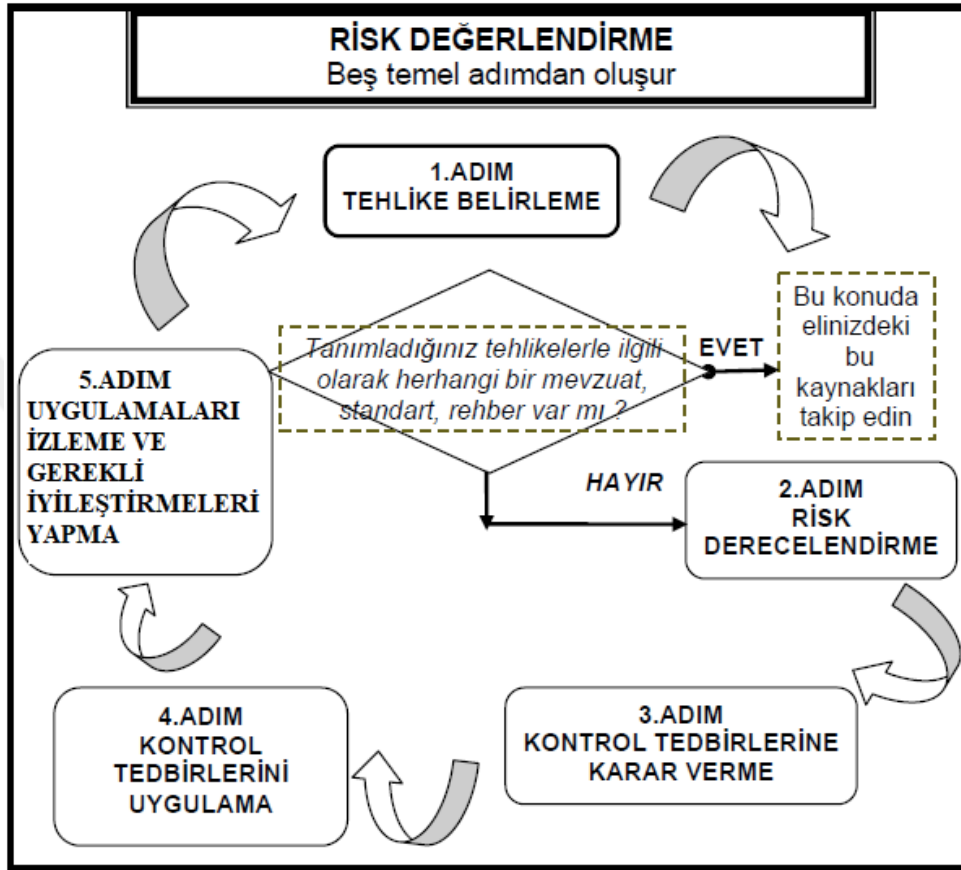 RİSK DEĞERLENDİRME
Beş temel adımdan oluşur
1.ADIM
TEHLİKE BELİRLEME
Tanımladığınız tehlikelerle ilgili
olarak herhangi bir mevzuat,
standart, rehber var mı ?
EVET
Bu konuda
elinizdeki
bu
kaynakları
takip edin
HAYIR
2.ADIM
RİSK
DERECELENDİRME
3.ADIM
KONTROL TEDBİRLERİNE
KARAR VERME
4.ADIM
KONTROL
TEDBİRLERİNİ
UYGULAMA
5.ADIM
UYGULAMALARI
İZLEME VE
GEREKLİ
İYİLEŞTİRMELERİ
YAPMA